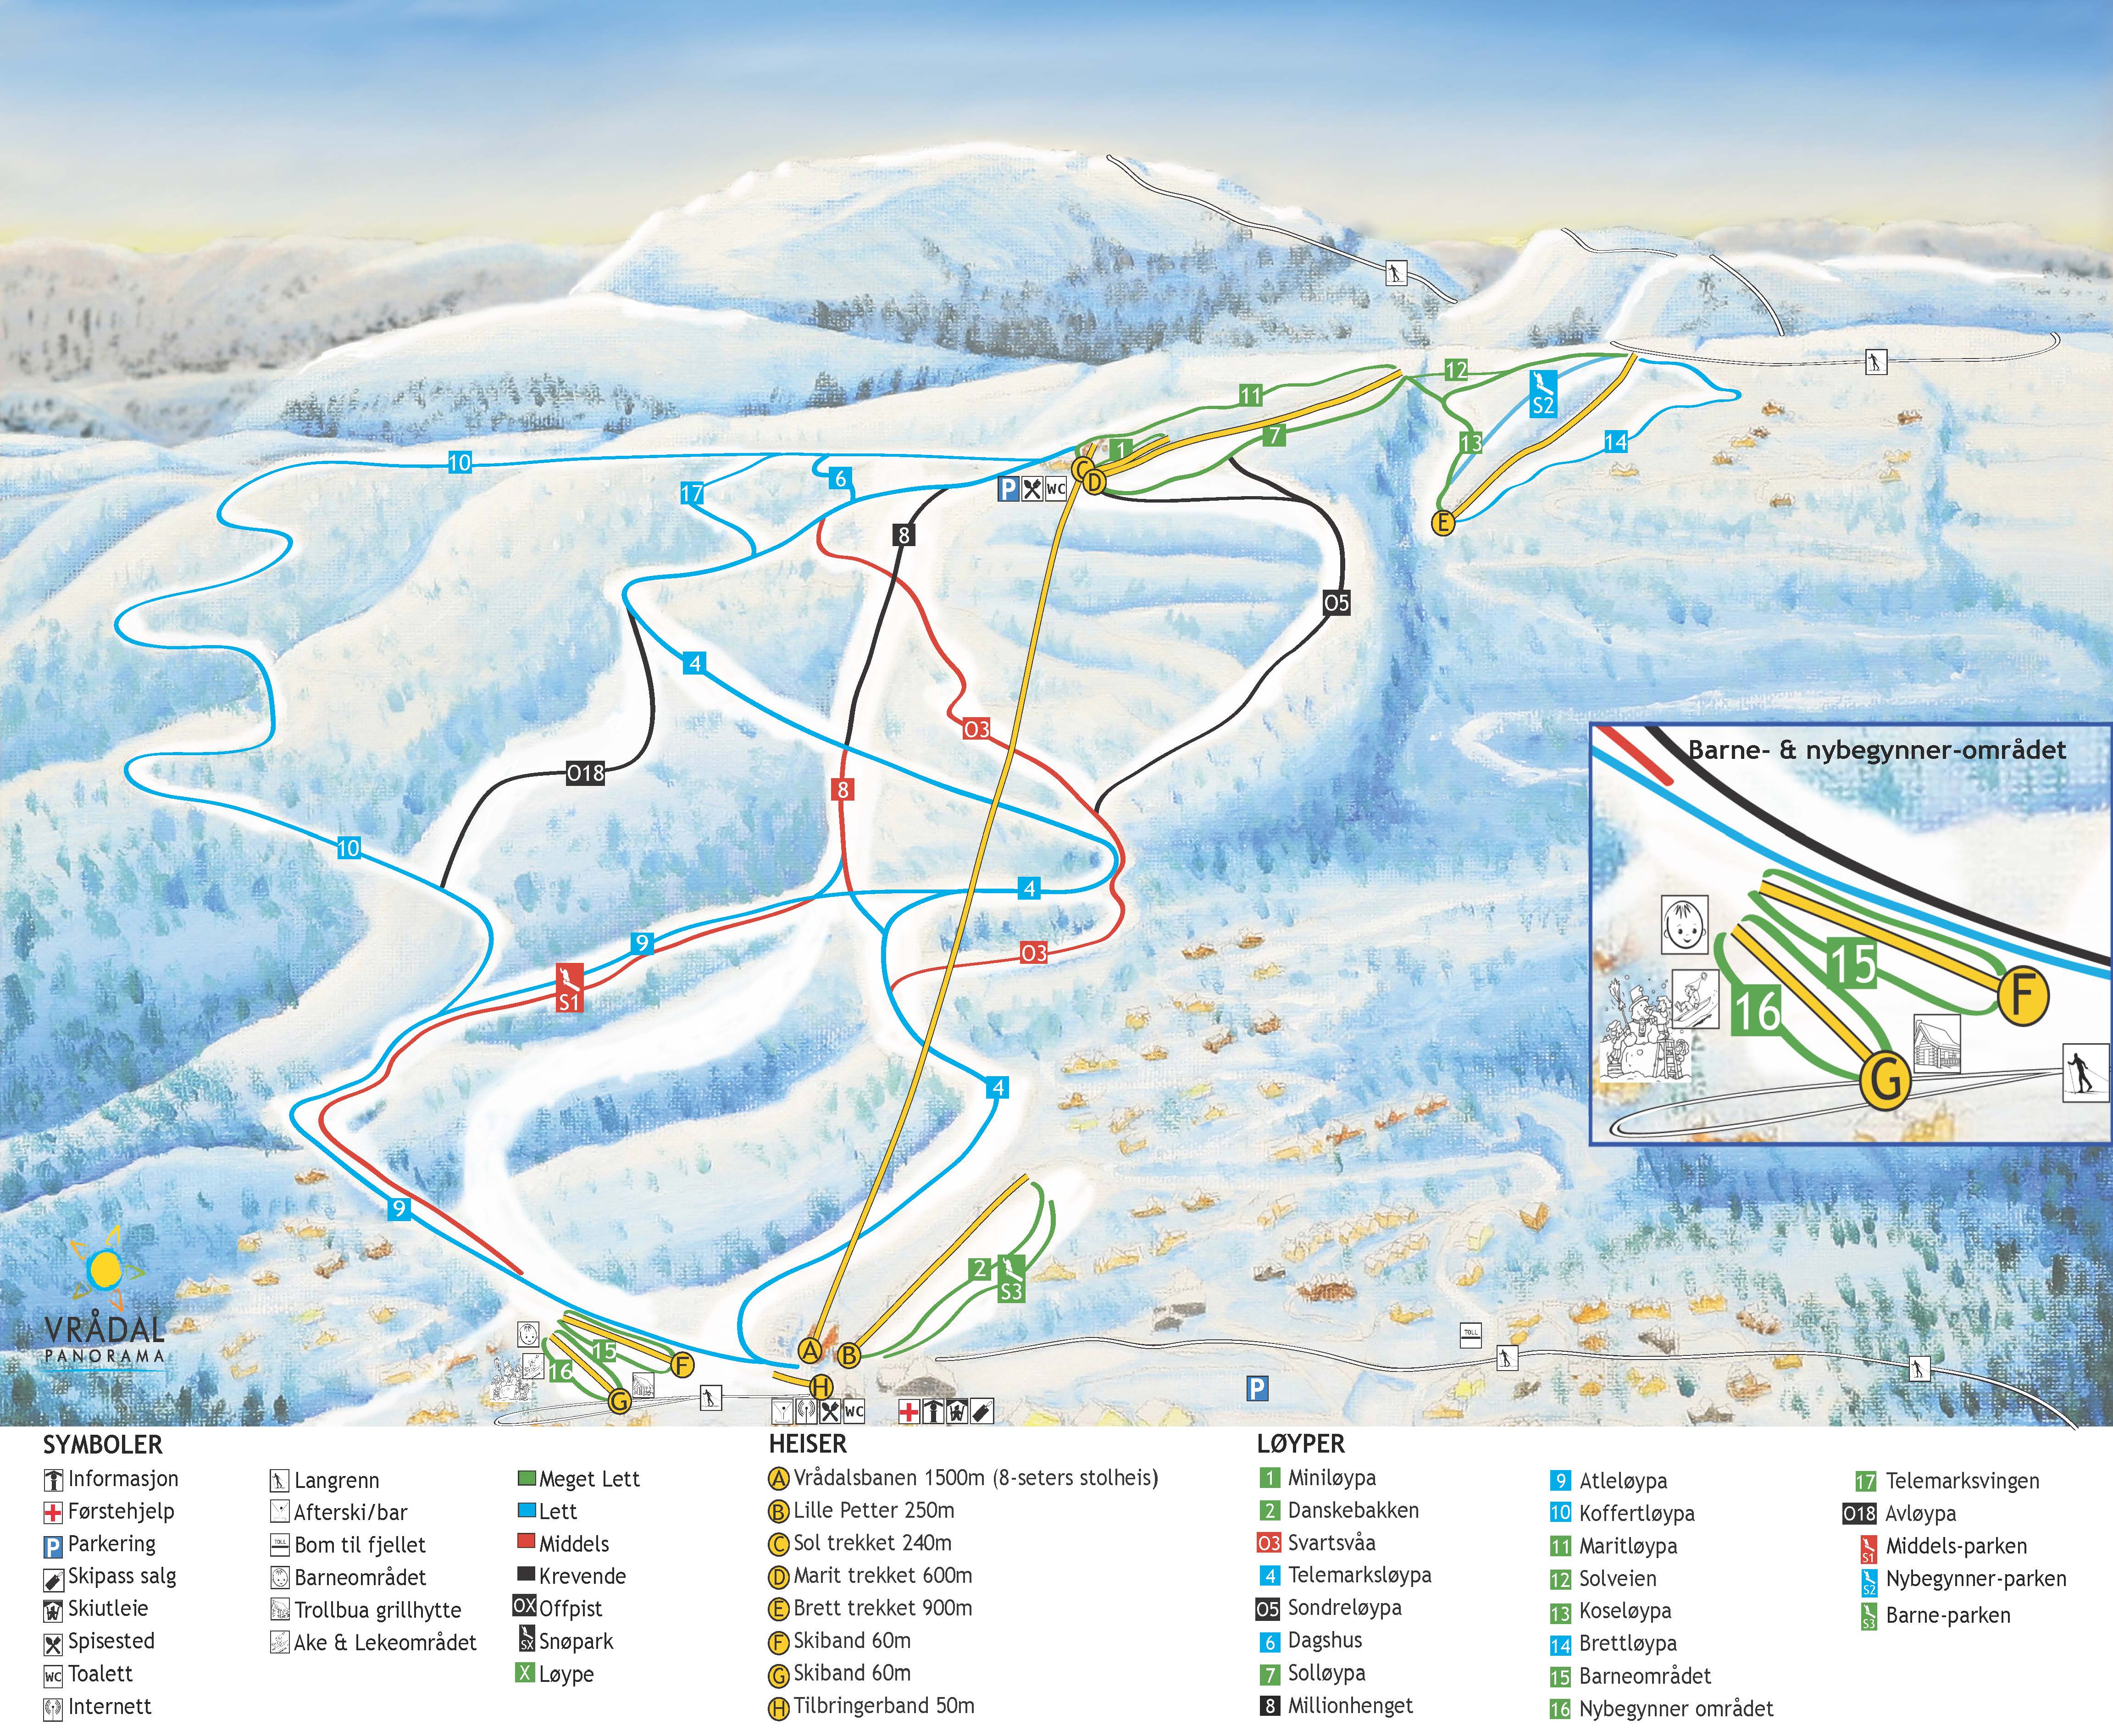 12
11
S2
13
7
1
14
10
C
D
17
6
P
WC
E
8
O5
4
O3
Barne- & nybegynner-området
O18
8
10
4
9
O3
S1
15
F
16
G
4
9
2
S3
VRÅDAL
PANORAMA
TOLL
A
B
15
F
16
H
G
P
WC
SYMBOLER
Informasjon
Førstehjelp
P Parkering
Skipass salg
Skiutleie
Spisested
WC Toalett
Internett
Langrenn
Afterski/bar
TOLL Bom til fjellet
Barneområdet
Trollbua grillhytte
Ake & Lekeområdet
Meget Lett
Lett
Middels
Krevende
OX Offpist
SX Snøpark
X Løype
HEISER
A Vrådalsbanen 1500m (8-seters stolheis)
B Lille Petter 250m
C Sol trekket 240m
D Marit trekket 600m
E Brett trekket 900m
F Skiband 60m
G Skiband 60m
H Tilbringerband 50m
LØYPER
1 Miniløypa
2 Danskebakken
O3 Svartsvåa
4 Telemarksløypa
O5 Sondreløypa
6 Dagshus
7 Solløypa
8 Millionhenget
9 Atleløypa
10 Koffertløypa
11 Maritløypa
12 Solveien
13 Koseløypa
14 Brettløypa
15 Barneområdet
16 Nybegynner området
17 Telemarksvingen
O18 Avløypa
S1 Middels-parken
S2 Nybegynner-parken
S3 Barne-parken